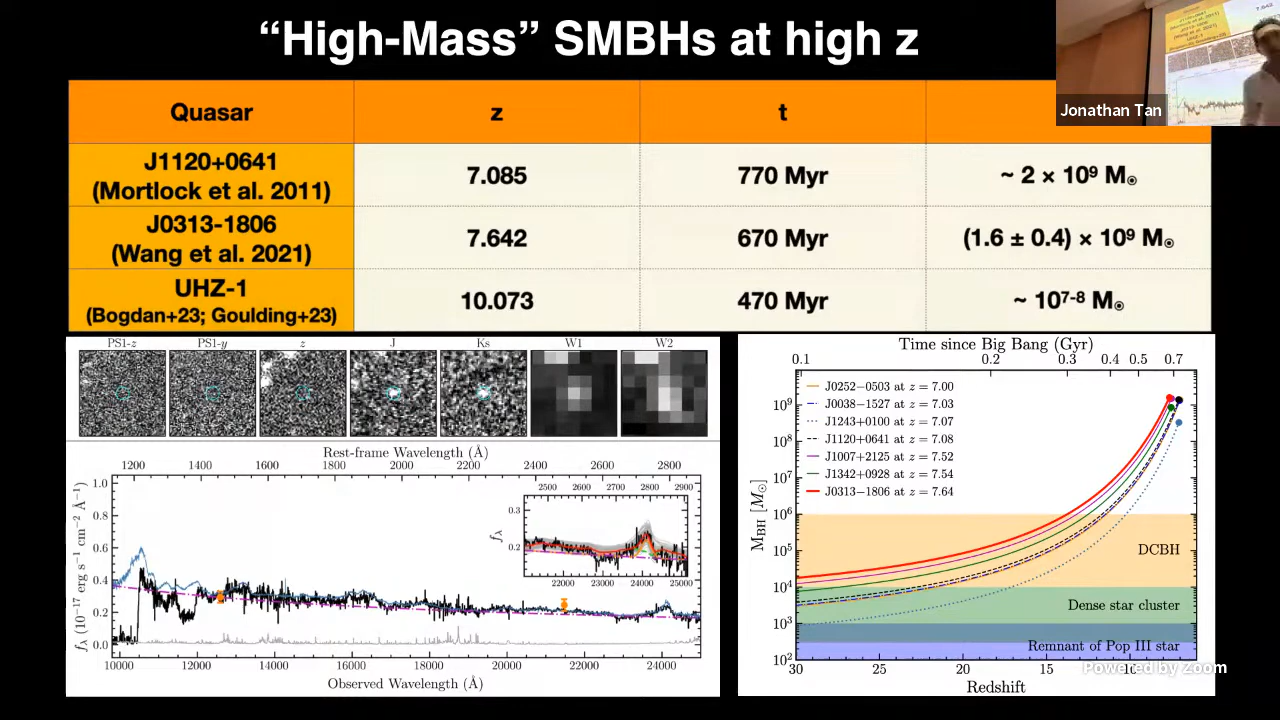 “High-Mass” SMBHs at high z
Jonathan Tan
Quasar z t
J1120+0641
(Mortlock et al. 2011) 7.085 770 Myr ~ 2 × 10⁹ M☉
J0313-1806
(Wang et al. 2021) 7.642 670 Myr (1.6 ± 0.4) × 10⁹ M☉
UHZ-1
(Bogdan+23; Goulding+23) 10.073 470 Myr ~ 10⁷⁻⁸ M☉
PS1-z PS1-y z J Ks W1 W2
Rest-frame Wavelength (Å)
1200 1400 1600 1800 2000 2200 2400 2600 2800
2500 2600 2700 2800 2900
0.3
0.2
fλ
22000 23000 24000 25000
1.0
0.8
0.6
0.4
0.2
0.0
fλ (10⁻¹⁷ erg s⁻¹ cm⁻² Å⁻¹)
10000 12000 14000 16000 18000 20000 22000 24000
Observed Wavelength (Å)
Time since Big Bang (Gyr)
0.1 0.2 0.3 0.4 0.5 0.7
J0252−0503 at z = 7.00
J0038−1527 at z = 7.03
J1243+0100 at z = 7.07
J1120+0641 at z = 7.08
J1007+2125 at z = 7.52
J1342+0928 at z = 7.54
J0313−1806 at z = 7.64
10⁹
10⁸
10⁷
10⁶
10⁵
10⁴
10³
10²
M_BH [M☉]
DCBH
Dense star cluster
Remnant of Pop III star
30 25 20 15 10
Redshift
Powered by Zoom